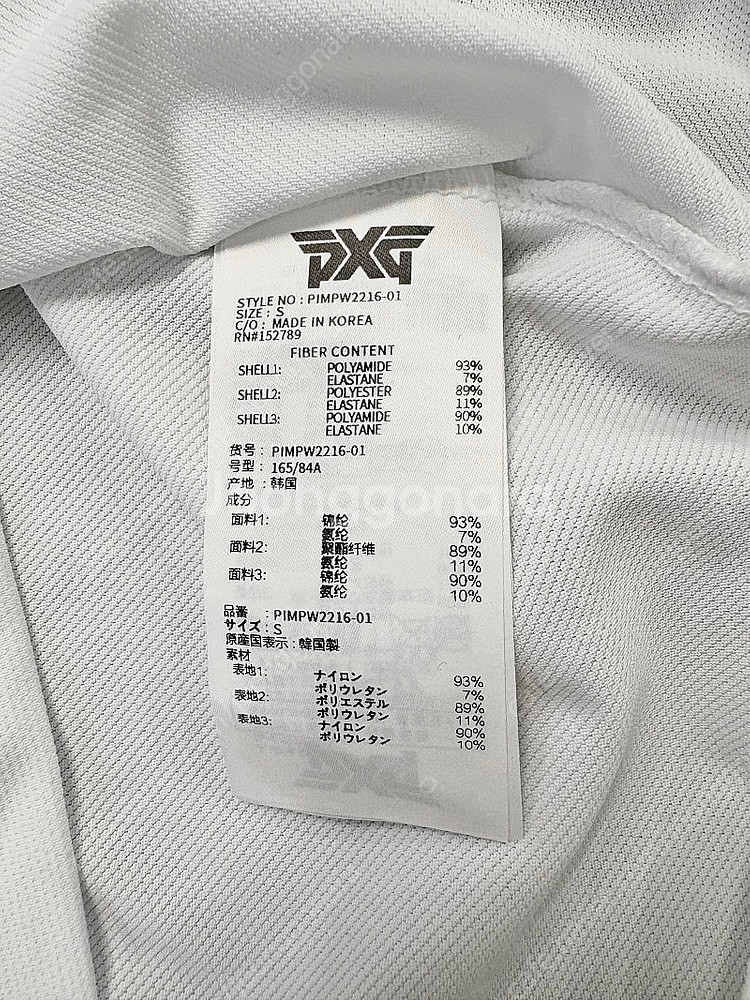 PXG
STYLE NO : PIMPW2216-01
SIZE : S
C/O : MADE IN KOREA
RN#152789
FIBER CONTENT
SHELL1: POLYAMIDE 93%
ELASTANE 7%
SHELL2: POLYESTER 89%
ELASTANE 11%
SHELL3: POLYAMIDE 90%
ELASTANE 10%
货号 : PIMPW2216-01
号型 : 165/84A
产地 : 韩国
成分
面料1: 锦纶 93%
氨纶 7%
面料2: 聚酯纤维 89%
氨纶 11%
面料3: 锦纶 90%
氨纶 10%
品番 : PIMPW2216-01
サイズ : S
原産国表示 : 韓国製
素材
表地1: ナイロン 93%
ポリウレタン 7%
表地2: ポリエステル 89%
ポリウレタン 11%
表地3: ナイロン 90%
ポリウレタン 10%